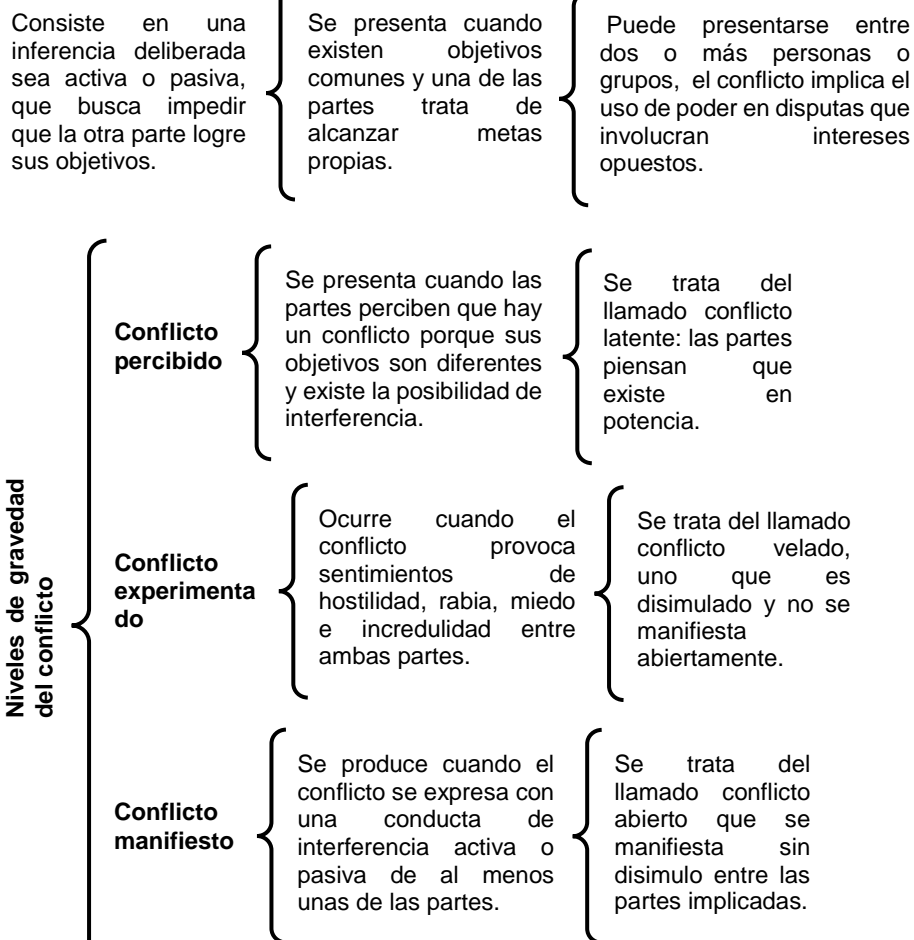 Consiste en una
inferencia deliberada
sea activa o pasiva,
que busca impedir
que la otra parte logre
sus objetivos.
Se presenta cuando
existen objetivos
comunes y una de las
partes trata de
alcanzar metas
propias.
Puede presentarse entre
dos o más personas o
grupos, el conflicto implica el
uso de poder en disputas que
involucran intereses
opuestos.
Niveles de gravedad
del conflicto
Conflicto
percibido
Se presenta cuando las
partes perciben que hay
un conflicto porque sus
objetivos son diferentes
y existe la posibilidad de
interferencia.
Se trata del
llamado conflicto
latente: las partes
piensan que
existe en
potencia.
Conflicto
experimenta
do
Ocurre cuando el
conflicto provoca
sentimientos de
hostilidad, rabia, miedo
e incredulidad entre
ambas partes.
Se trata del llamado
conflicto velado,
uno que es
disimulado y no se
manifiesta
abiertamente.
Conflicto
manifiesto
Se produce cuando el
conflicto se expresa con
una conducta de
interferencia activa o
pasiva de al menos
unas de las partes.
Se trata del
llamado conflicto
abierto que se
manifiesta sin
disimulo entre las
partes implicadas.